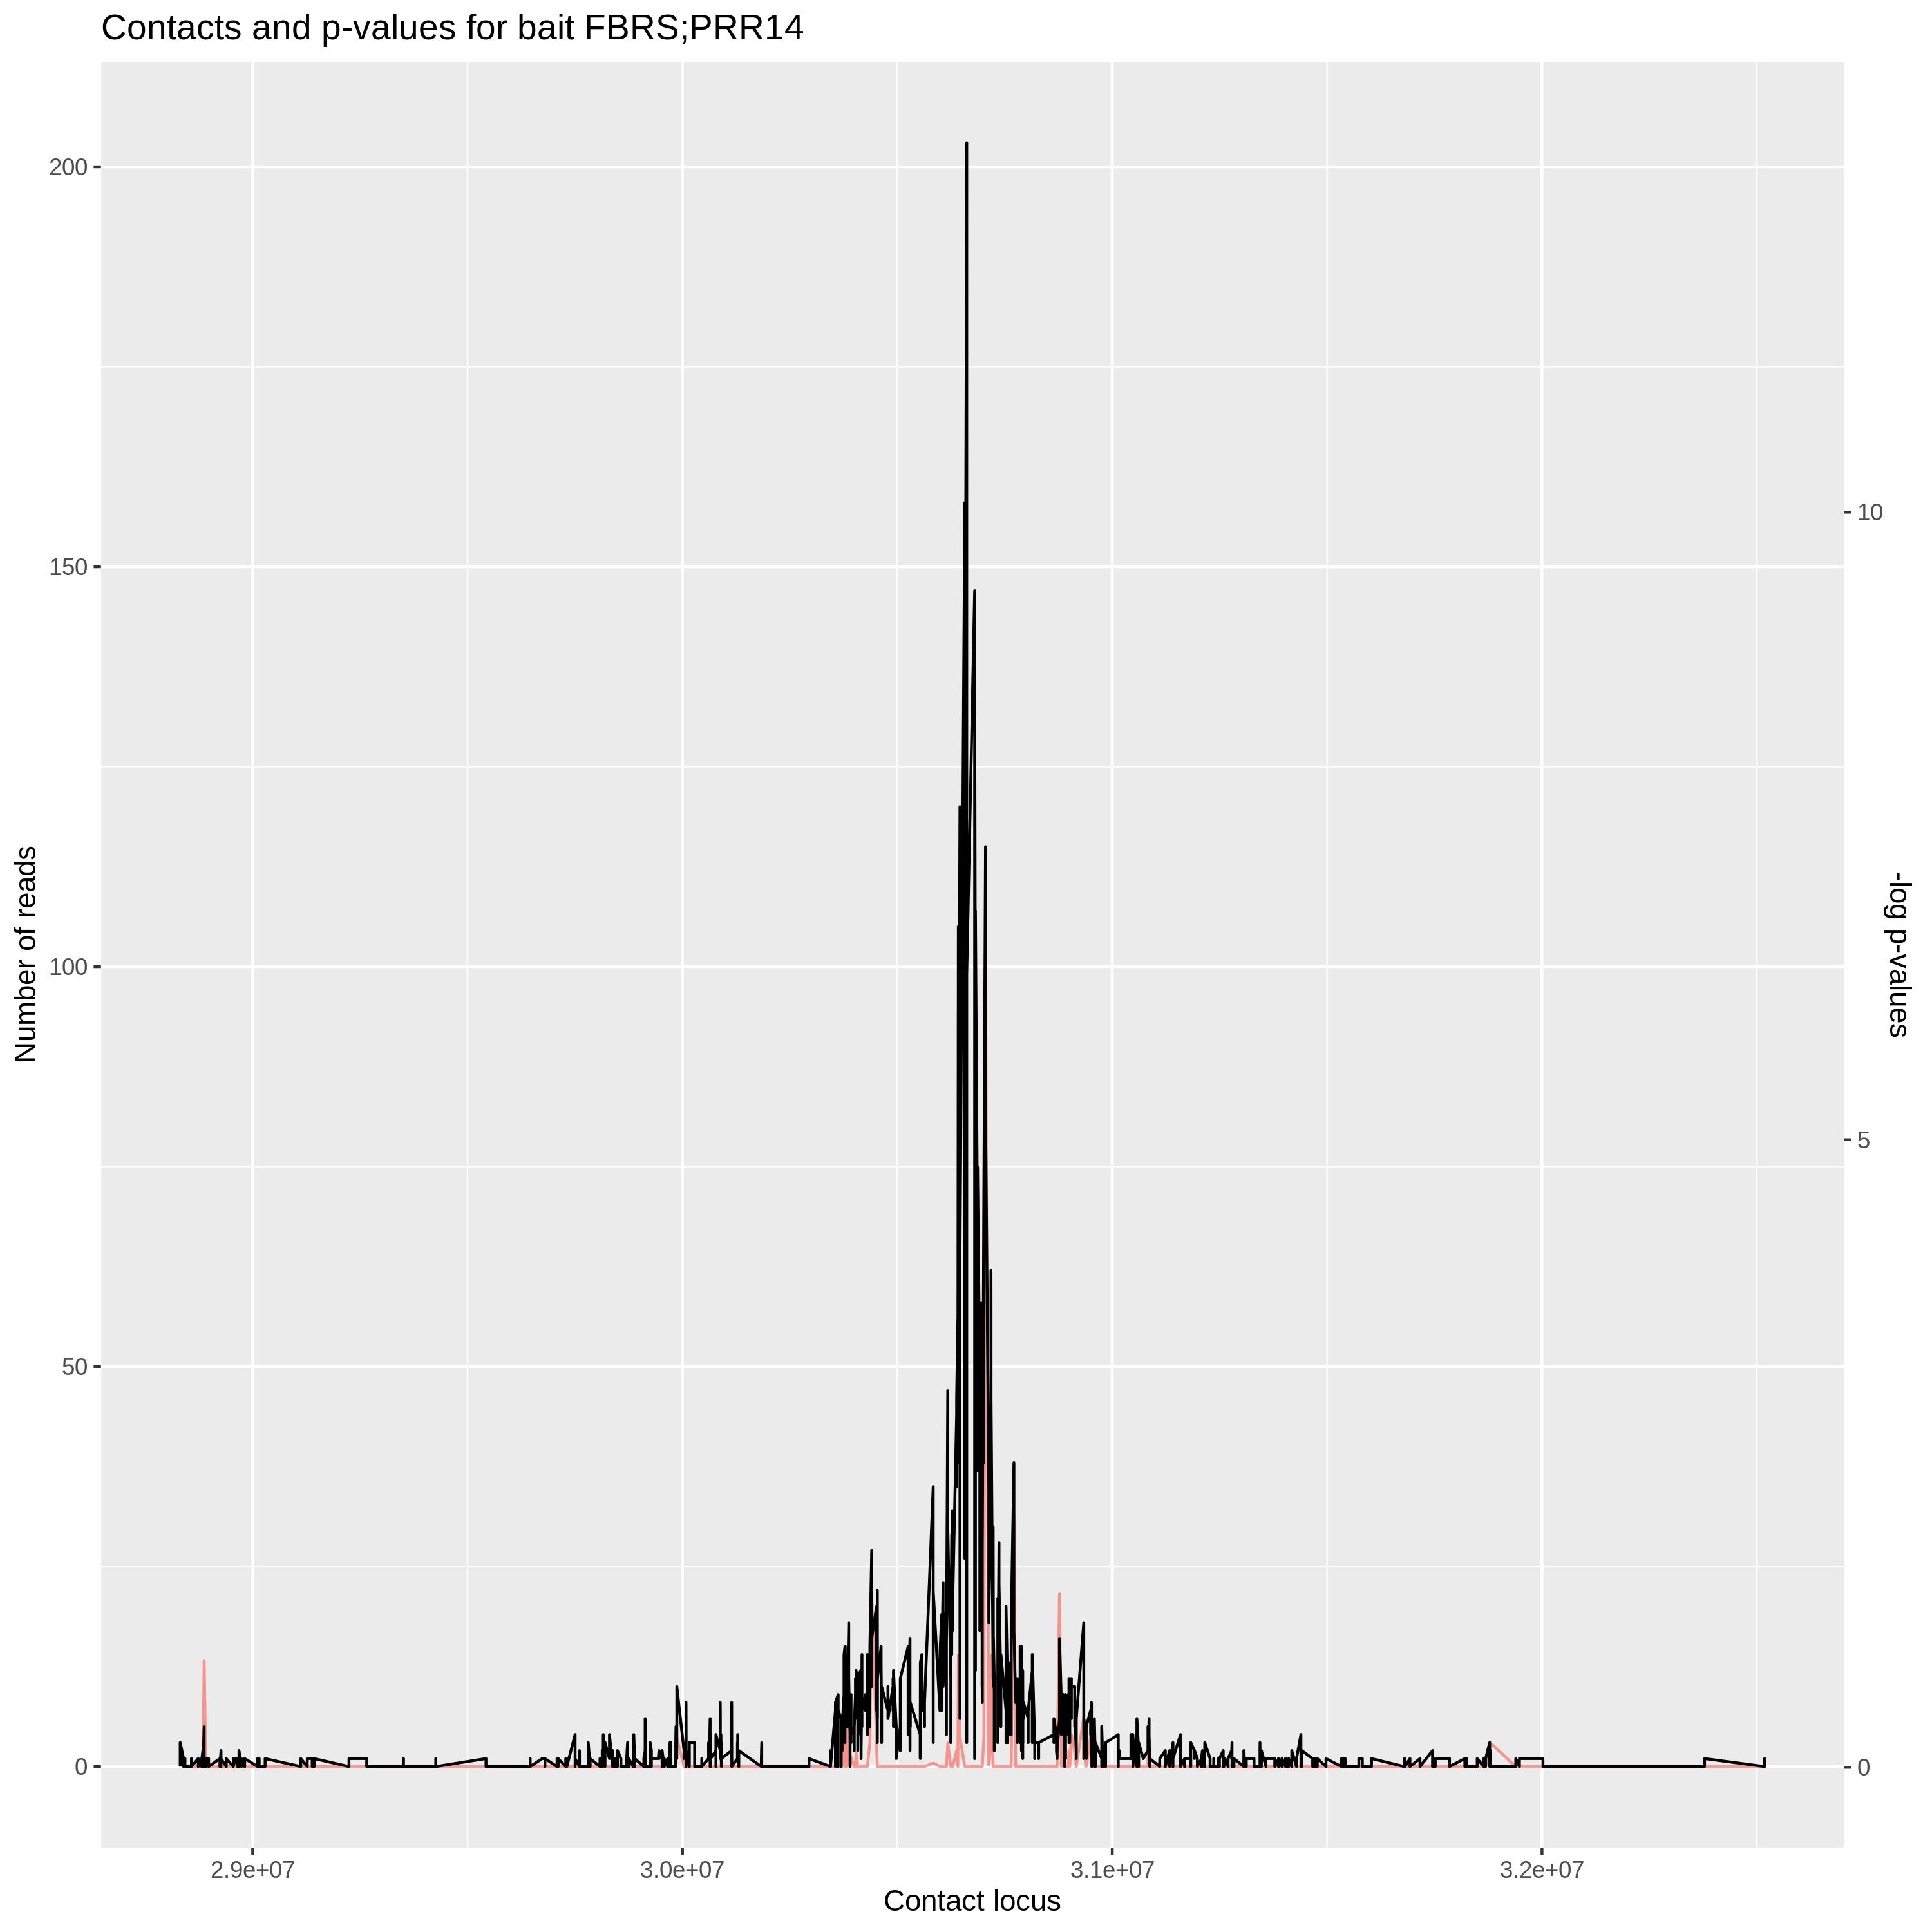 Contacts and p-values for bait FBRS;PRR14
200
150
100
50
0
Number of reads
10
5
0
-log p-values
2.9e+07
3.0e+07
3.1e+07
3.2e+07
Contact locus